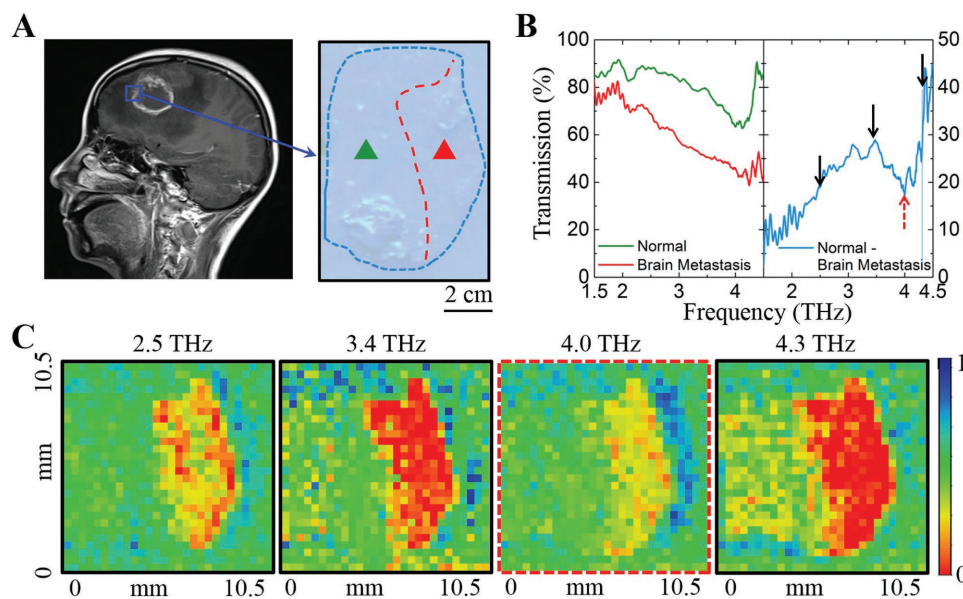 A
2 cm
B
Transmission (%)
100
80
60
40
20
0
50
40
30
20
10
0
Normal
Brain Metastasis
Normal -
Brain Metastasis
1.5 2 3 4 2 3 4 4.5
Frequency (THz)
C
2.5 THz 3.4 THz 4.0 THz 4.3 THz
10.5
mm
0
1
0
0 mm 10.5 0 mm 10.5 0 mm 10.5 0 mm 10.5